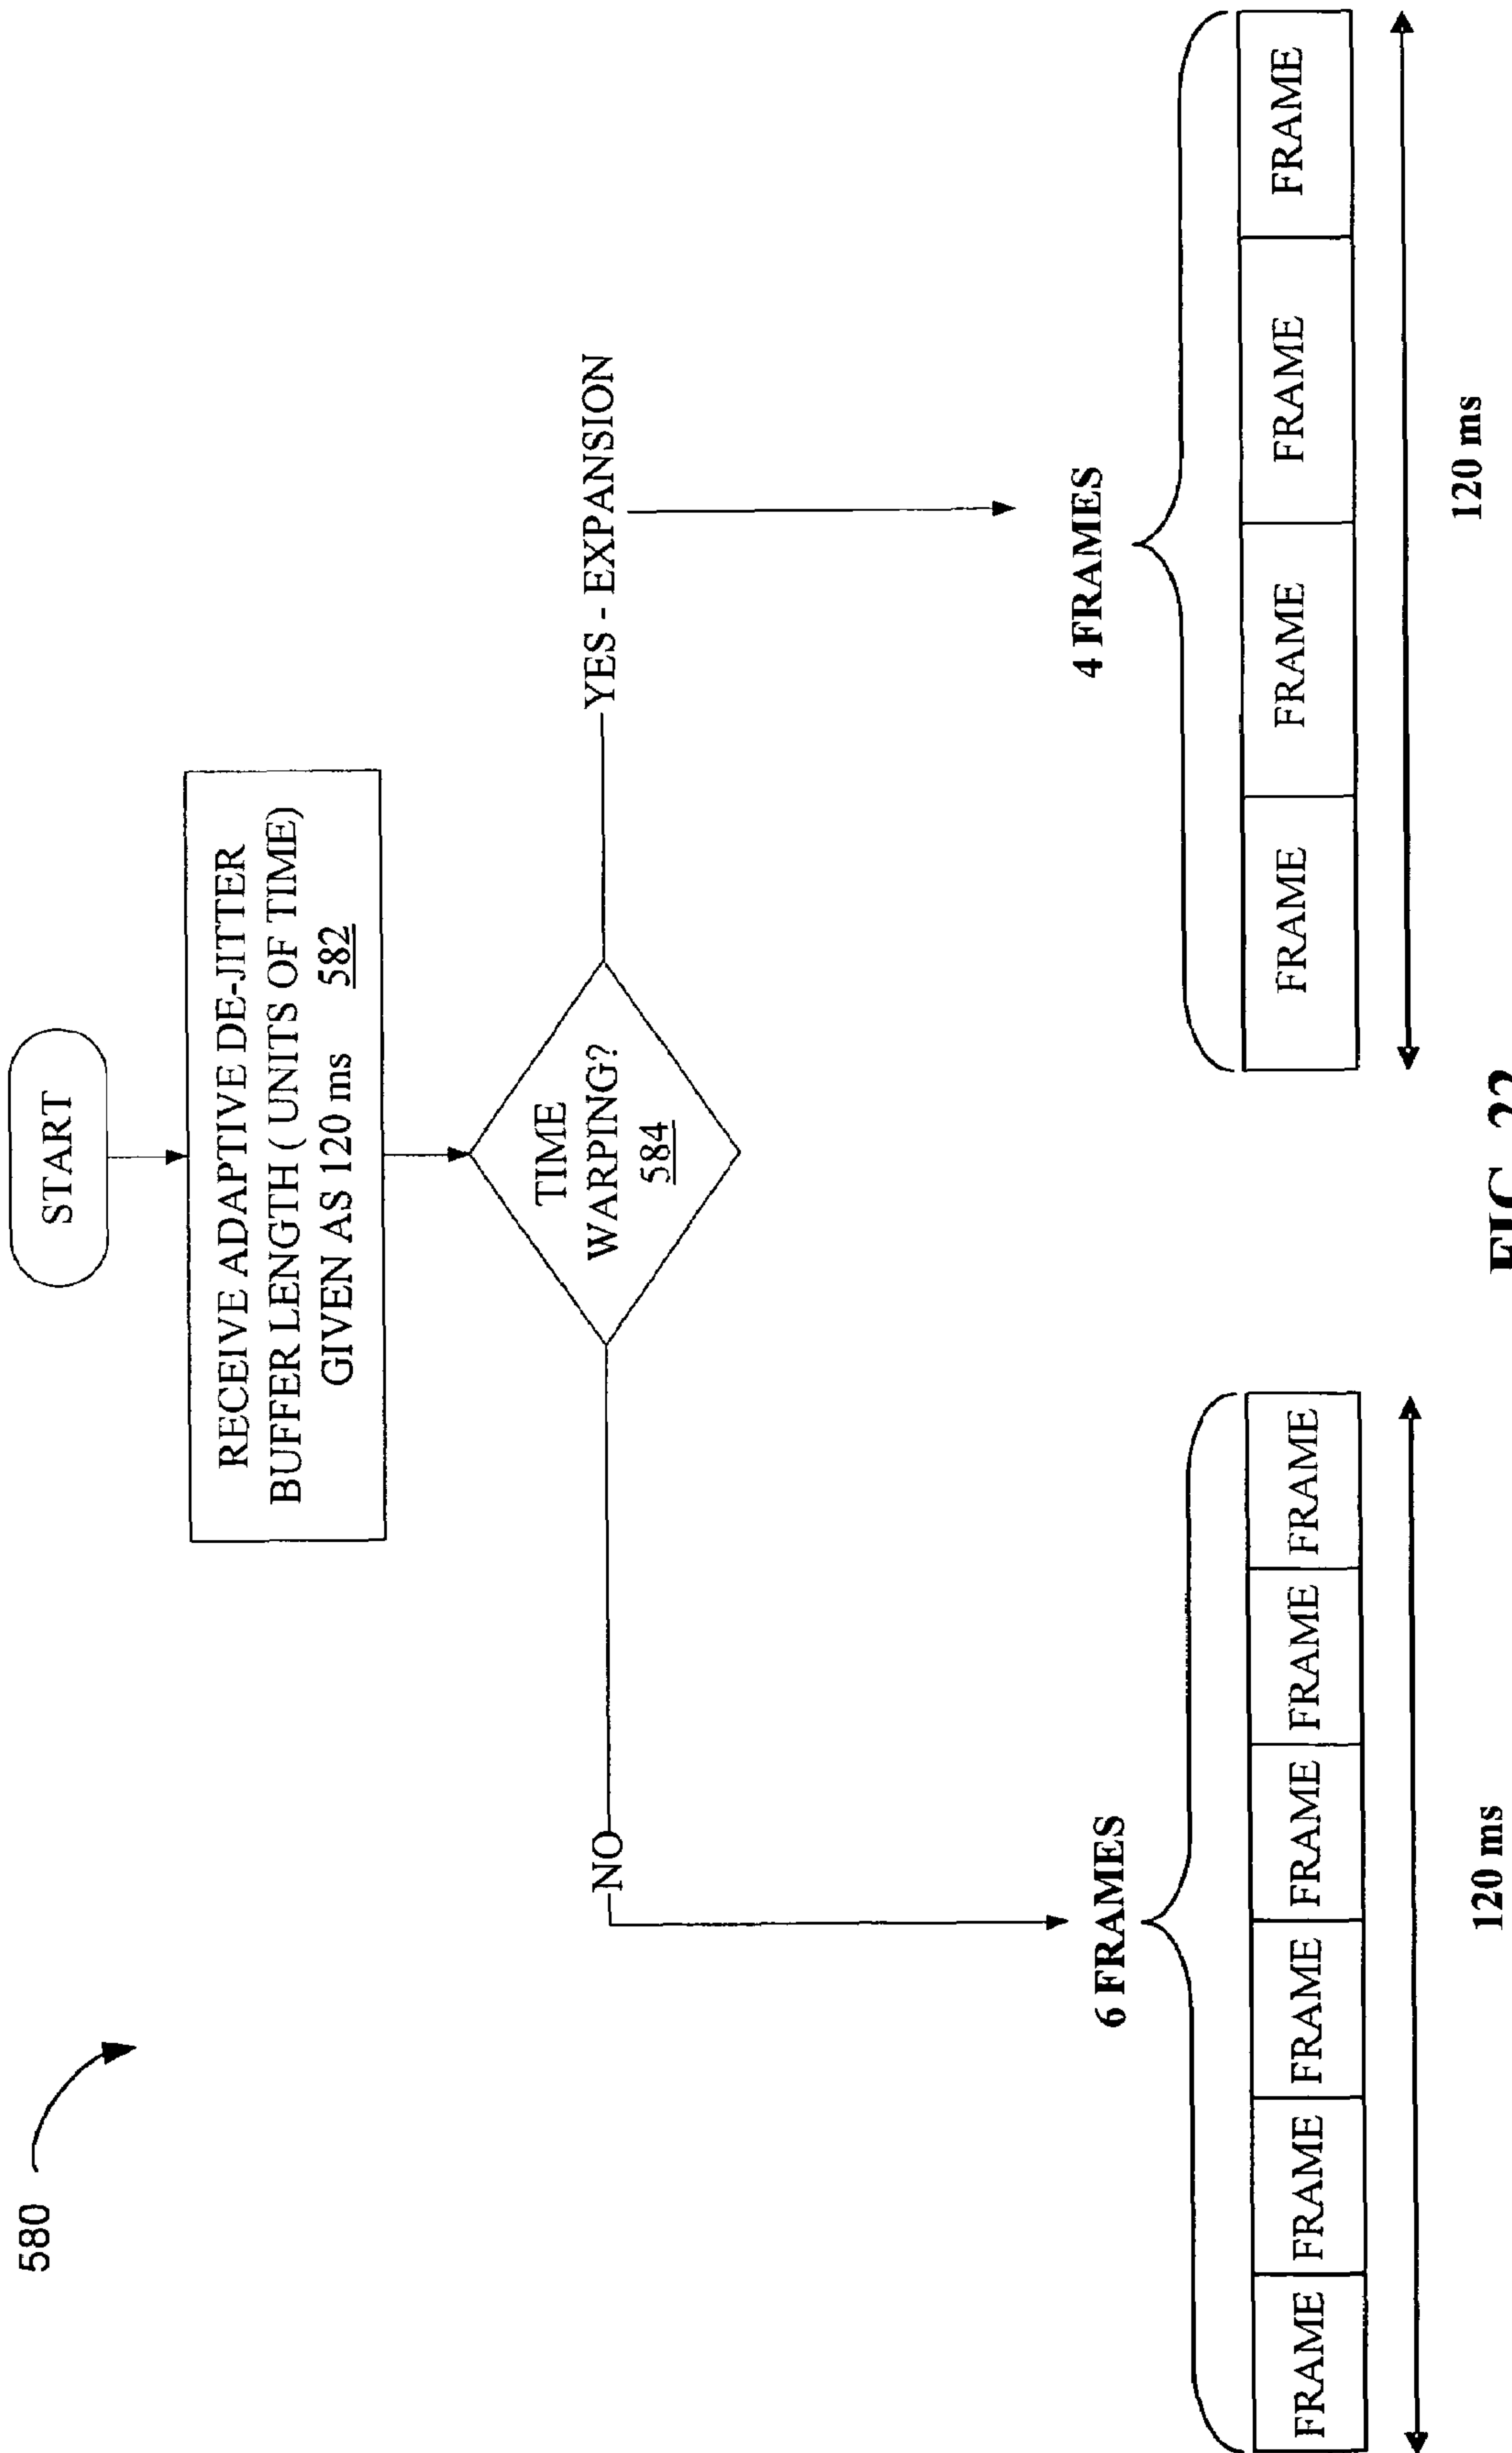 580
START
RECEIVE ADAPTIVE DE-JITTER
BUFFER LENGTH ( UNITS OF TIME)
GIVEN AS 120 ms 582
TIME
WARPING?
584
NO
YES - EXPANSION
6 FRAMES
4 FRAMES
FRAME FRAME FRAME FRAME FRAME FRAME
FRAME FRAME FRAME FRAME
120 ms
120 ms
FIG. 22